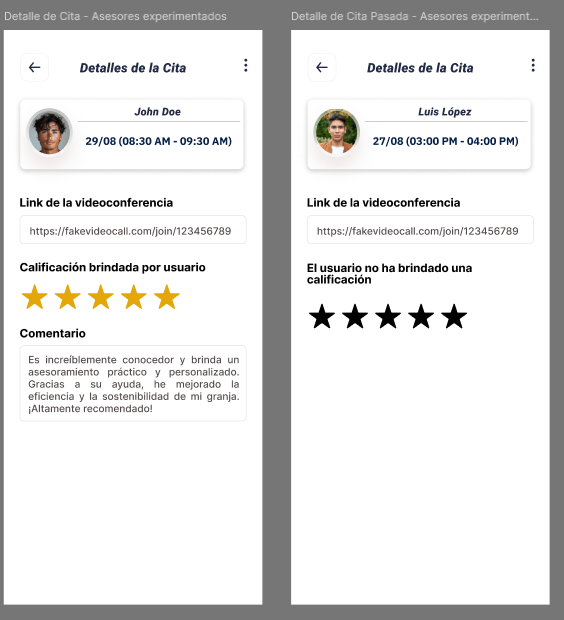 Detalle de Cita - Asesores experimentados
Detalles de la Cita
John Doe
29/08 (08:30 AM - 09:30 AM)
Link de la videoconferencia
https://fakevideocall.com/join/123456789
Calificación brindada por usuario
Comentario
Es increíblemente conocedor y brinda un
asesoramiento práctico y personalizado.
Gracias a su ayuda, he mejorado la
eficiencia y la sostenibilidad de mi granja.
¡Altamente recomendado!
Detalle de Cita Pasada - Asesores experiment...
Detalles de la Cita
Luis López
27/08 (03:00 PM - 04:00 PM)
Link de la videoconferencia
https://fakevideocall.com/join/123456789
El usuario no ha brindado una
calificación